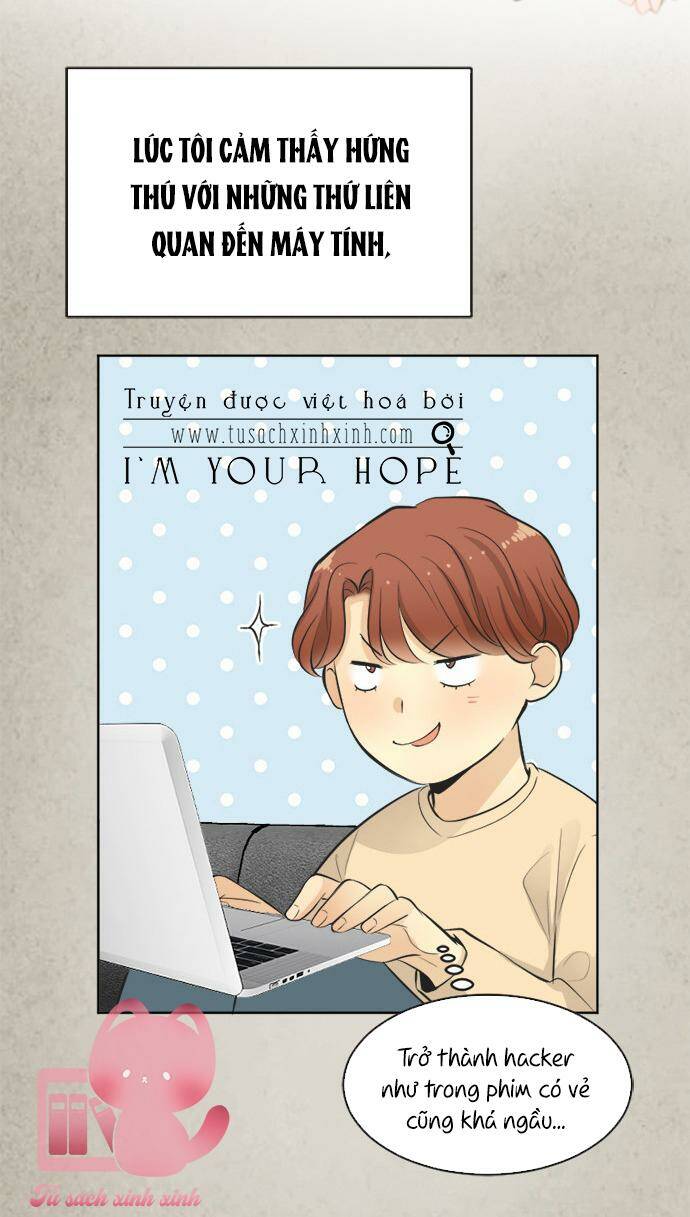 LÚC TÔI CẢM THẤY HỨNG
THÚ VỚI NHỮNG THỨ LIÊN
QUAN ĐẾN MÁY TÍNH,
Truyện được việt hoá bởi
www.tusachxinhxinh.com
I'M YOUR HOPE
Trở thành hacker
như trong phim có vẻ
cũng khá ngầu...
Tủ sách xinh xinh